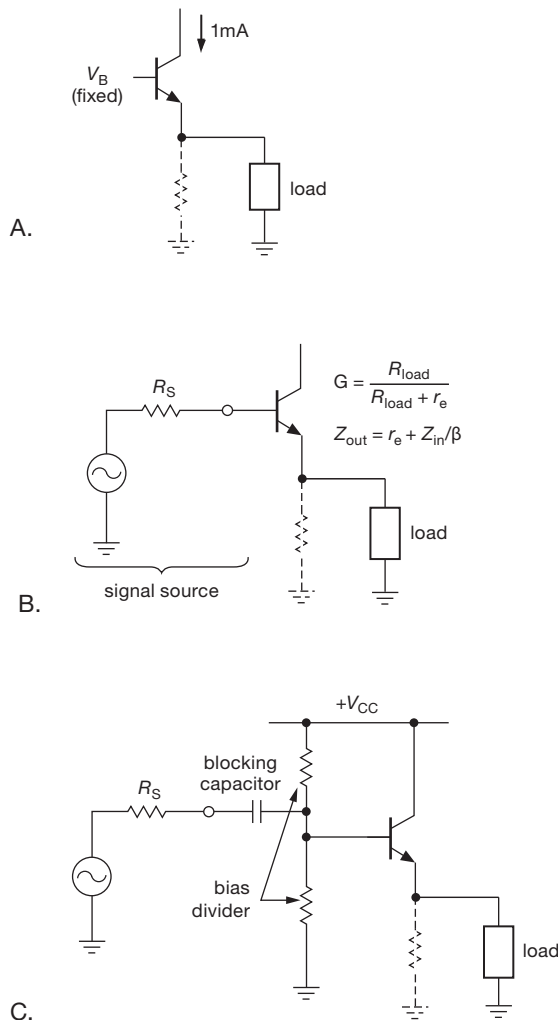 1mA
V_B
(fixed)
load
A.
R_S
G = R_load / (R_load + r_e)
Z_out = r_e + Z_in/β
load
signal source
B.
+V_CC
blocking
capacitor
R_S
bias
divider
load
C.